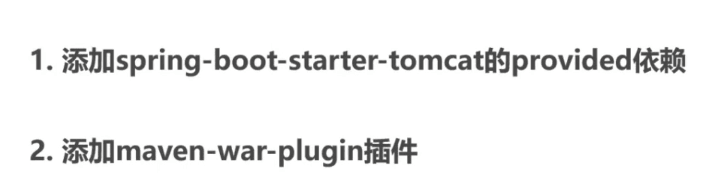 1. 添加spring-boot-starter-tomcat的provided依赖
2. 添加maven-war-plugin插件